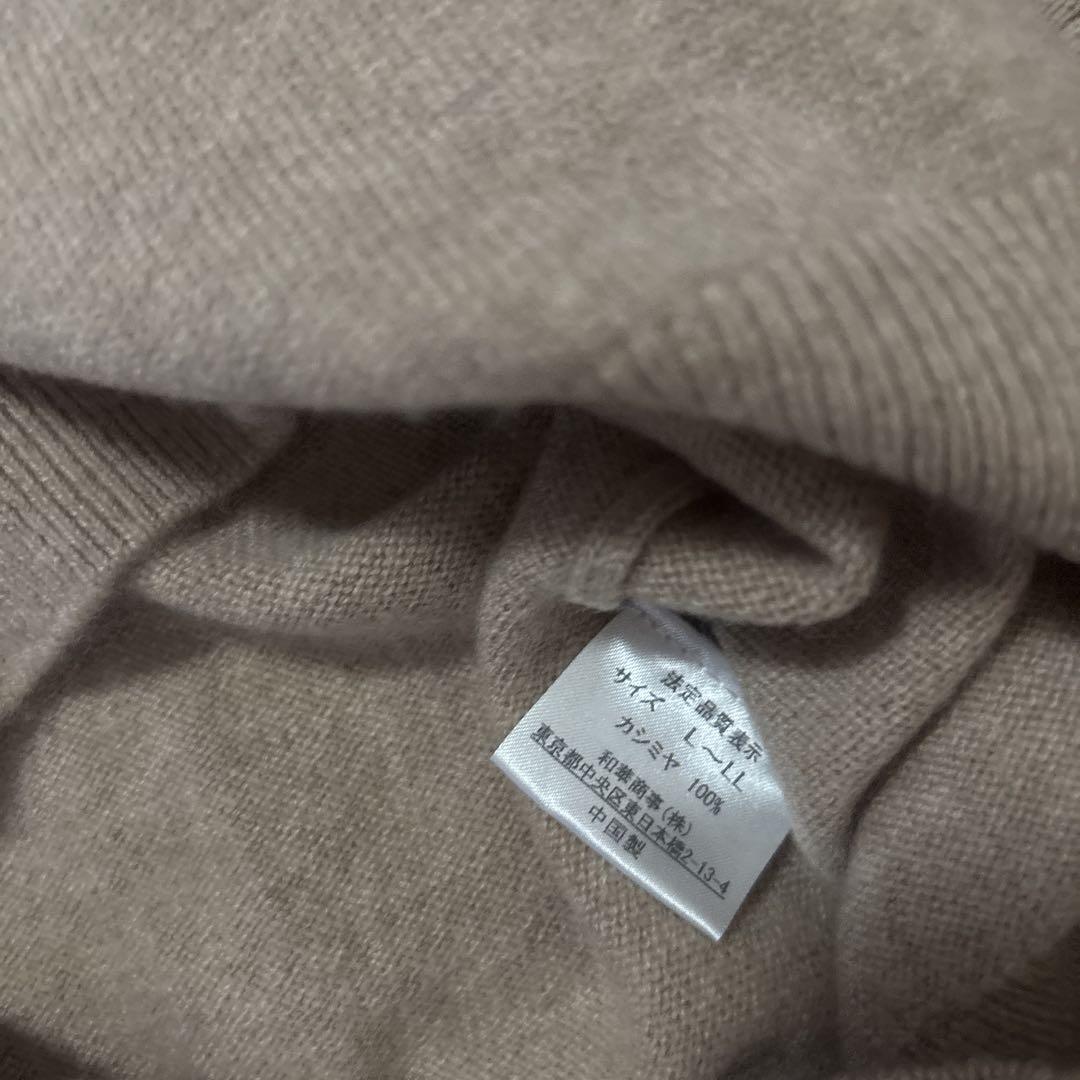 法定品質表示
サイズ L〜LL
カシミヤ 100%
和華商事(株)
東京都中央区東日本橋2-13-4
中国製